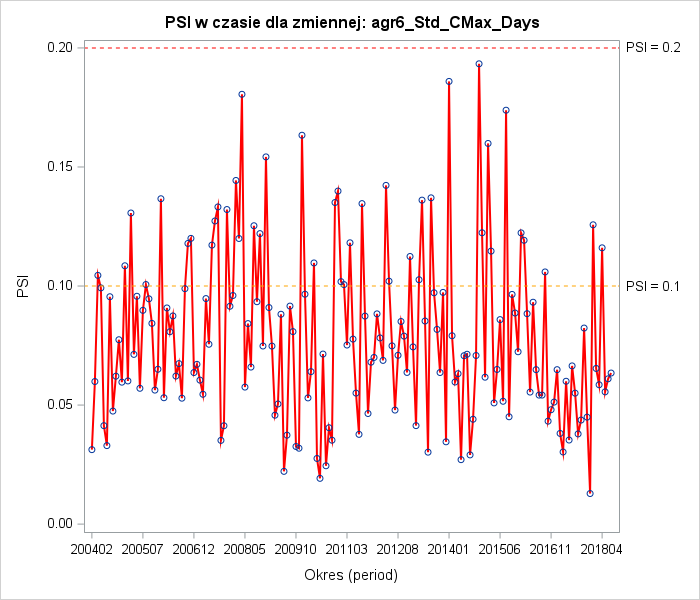 PSI w czasie dla zmiennej: agr6_Std_CMax_Days
0.20
PSI = 0.2
0.15
PSI
0.10
PSI = 0.1
0.05
0.00
200402 200507 200612 200805 200910 201103 201208 201401 201506 201611 201804
Okres (period)